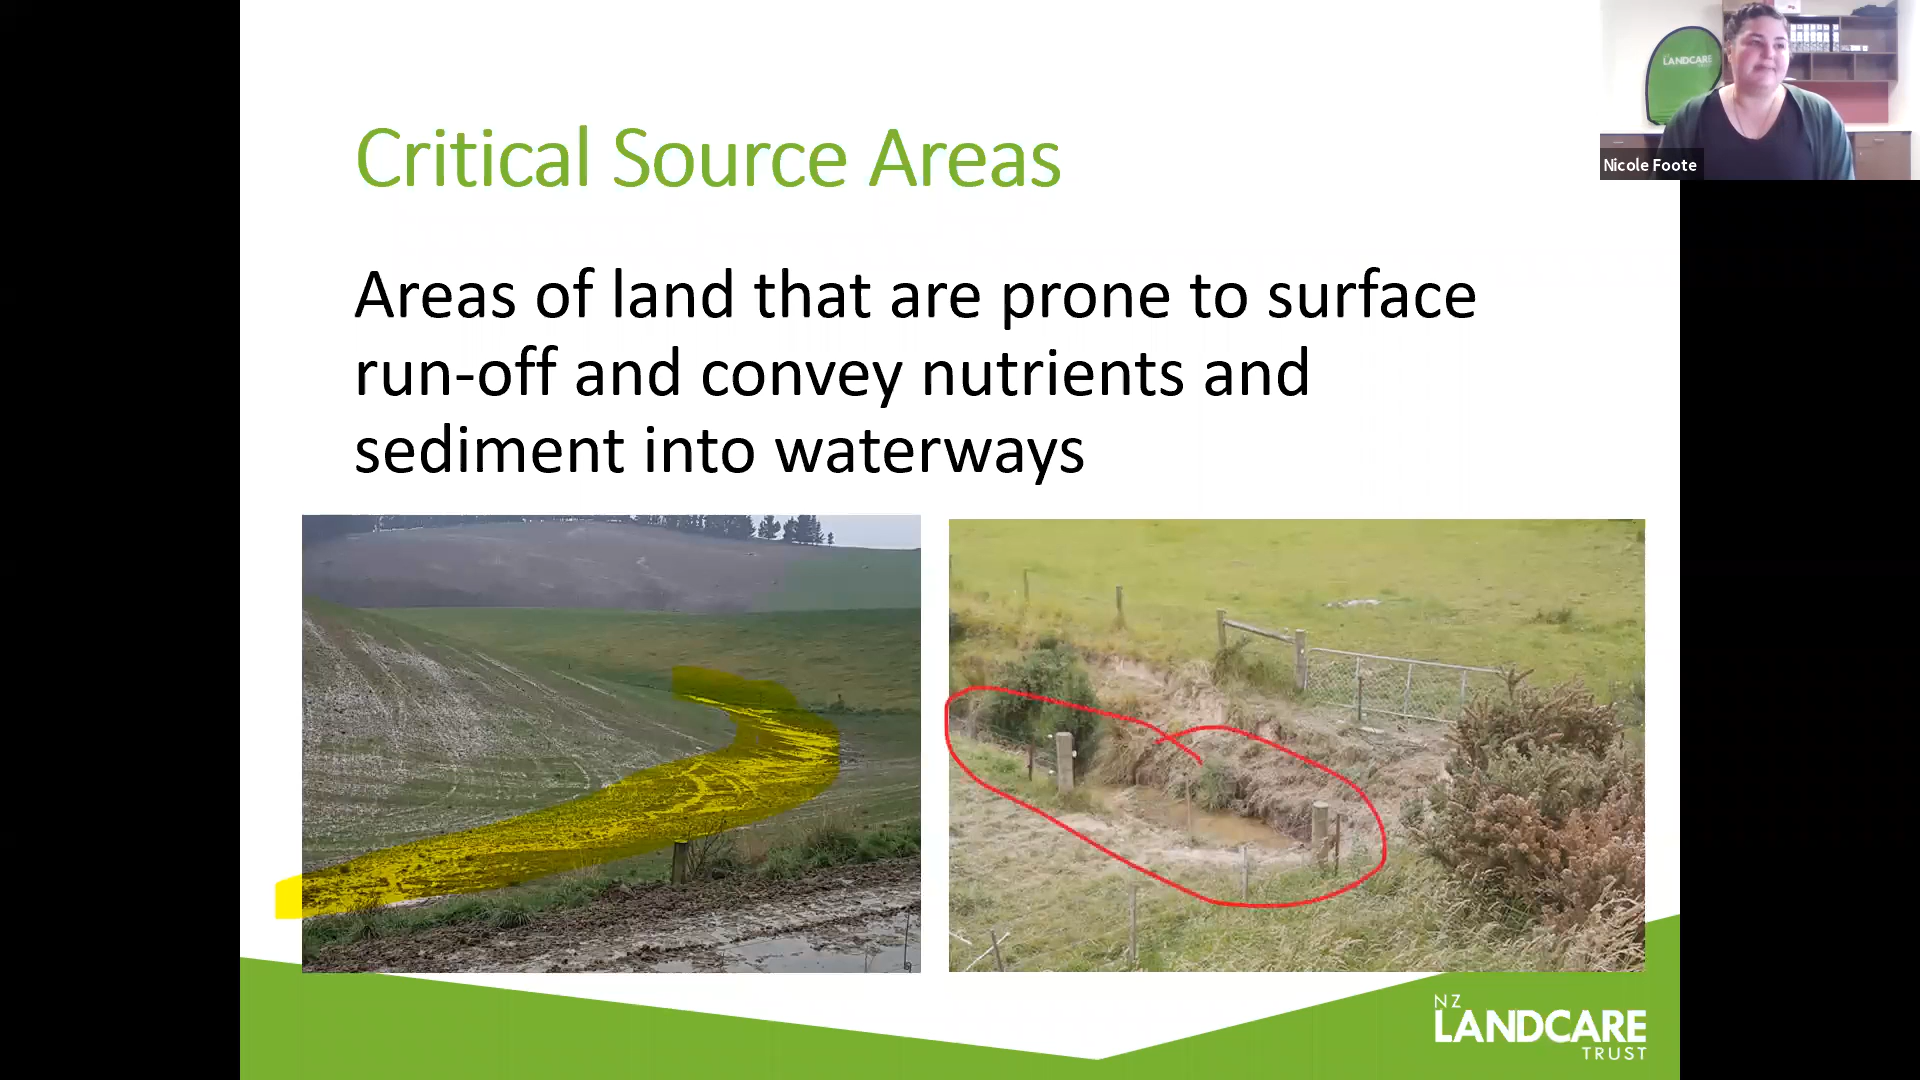 Critical Source Areas
Areas of land that are prone to surface
run-off and convey nutrients and
sediment into waterways
LANDCARE
Nicole Foote
NZ
LANDCARE
TRUST